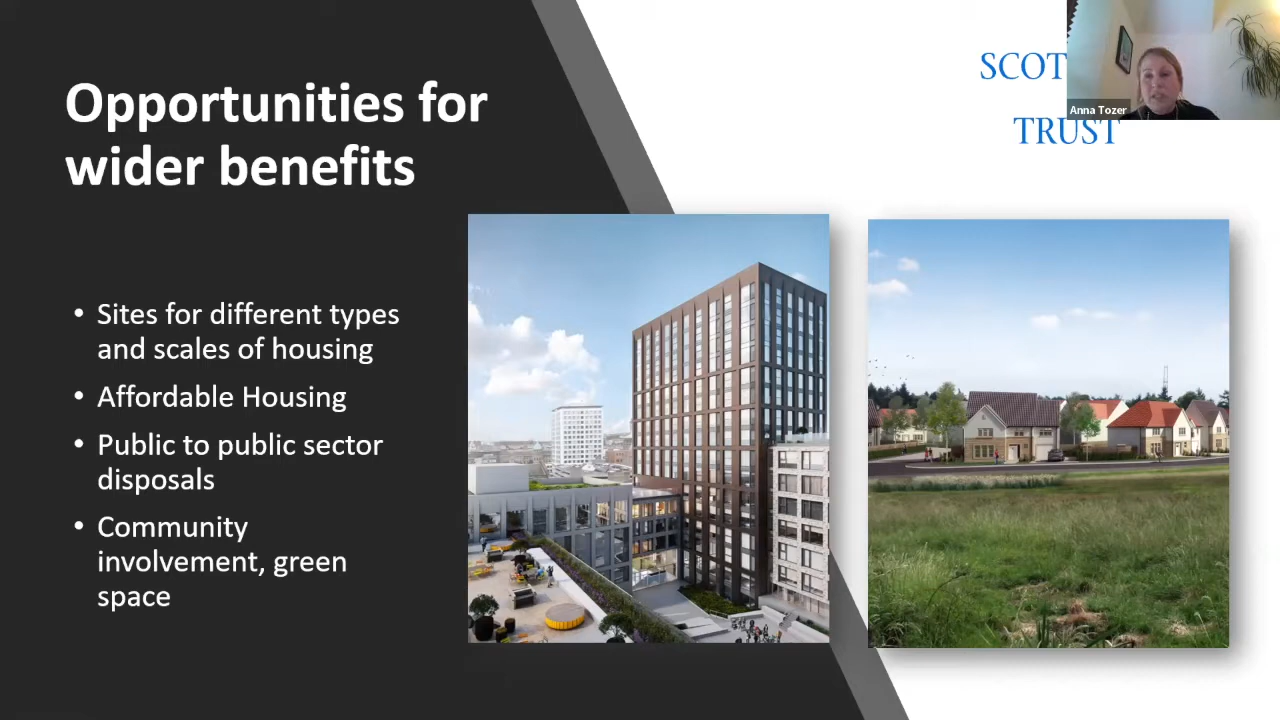 Opportunities for
wider benefits
SCOT
TRUST
Anna Tozer
• Sites for different types
and scales of housing
• Affordable Housing
• Public to public sector
disposals
• Community
involvement, green
space